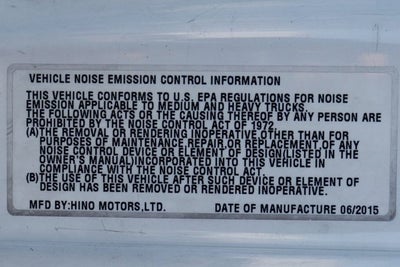 VEHICLE NOISE EMISSION CONTROL INFORMATION
THIS VEHICLE CONFORMS TO U.S. EPA REGULATIONS FOR NOISE
EMISSION APPLICABLE TO MEDIUM AND HEAVY TRUCKS.
THE FOLLOWING ACTS OR THE CAUSING THEREOF BY ANY PERSON ARE
PROHIBITED BY THE NOISE CONTROL ACT OF 1972
(A)THE REMOVAL OR RENDERING INOPERATIVE OTHER THAN FOR
PURPOSES OF MAINTENANCE REPAIR,OR REPLACEMENT OF ANY
NOISE CONTROL DEVICE OR ELEMENT OF DESIGN(LISTED IN THE
OWNER'S MANUAL)INCORPORATED INTO THIS VEHICLE IN
COMPLIANCE WITH THE NOISE CONTROL ACT
(B)THE USE OF THIS VEHICLE AFTER SUCH DEVICE OR ELEMENT OF
DESIGN HAS BEEN REMOVED OR RENDERED INOPERATIVE.
MFD BY:HINO MOTORS,LTD. DATE OF MANUFACTURE 06/2015